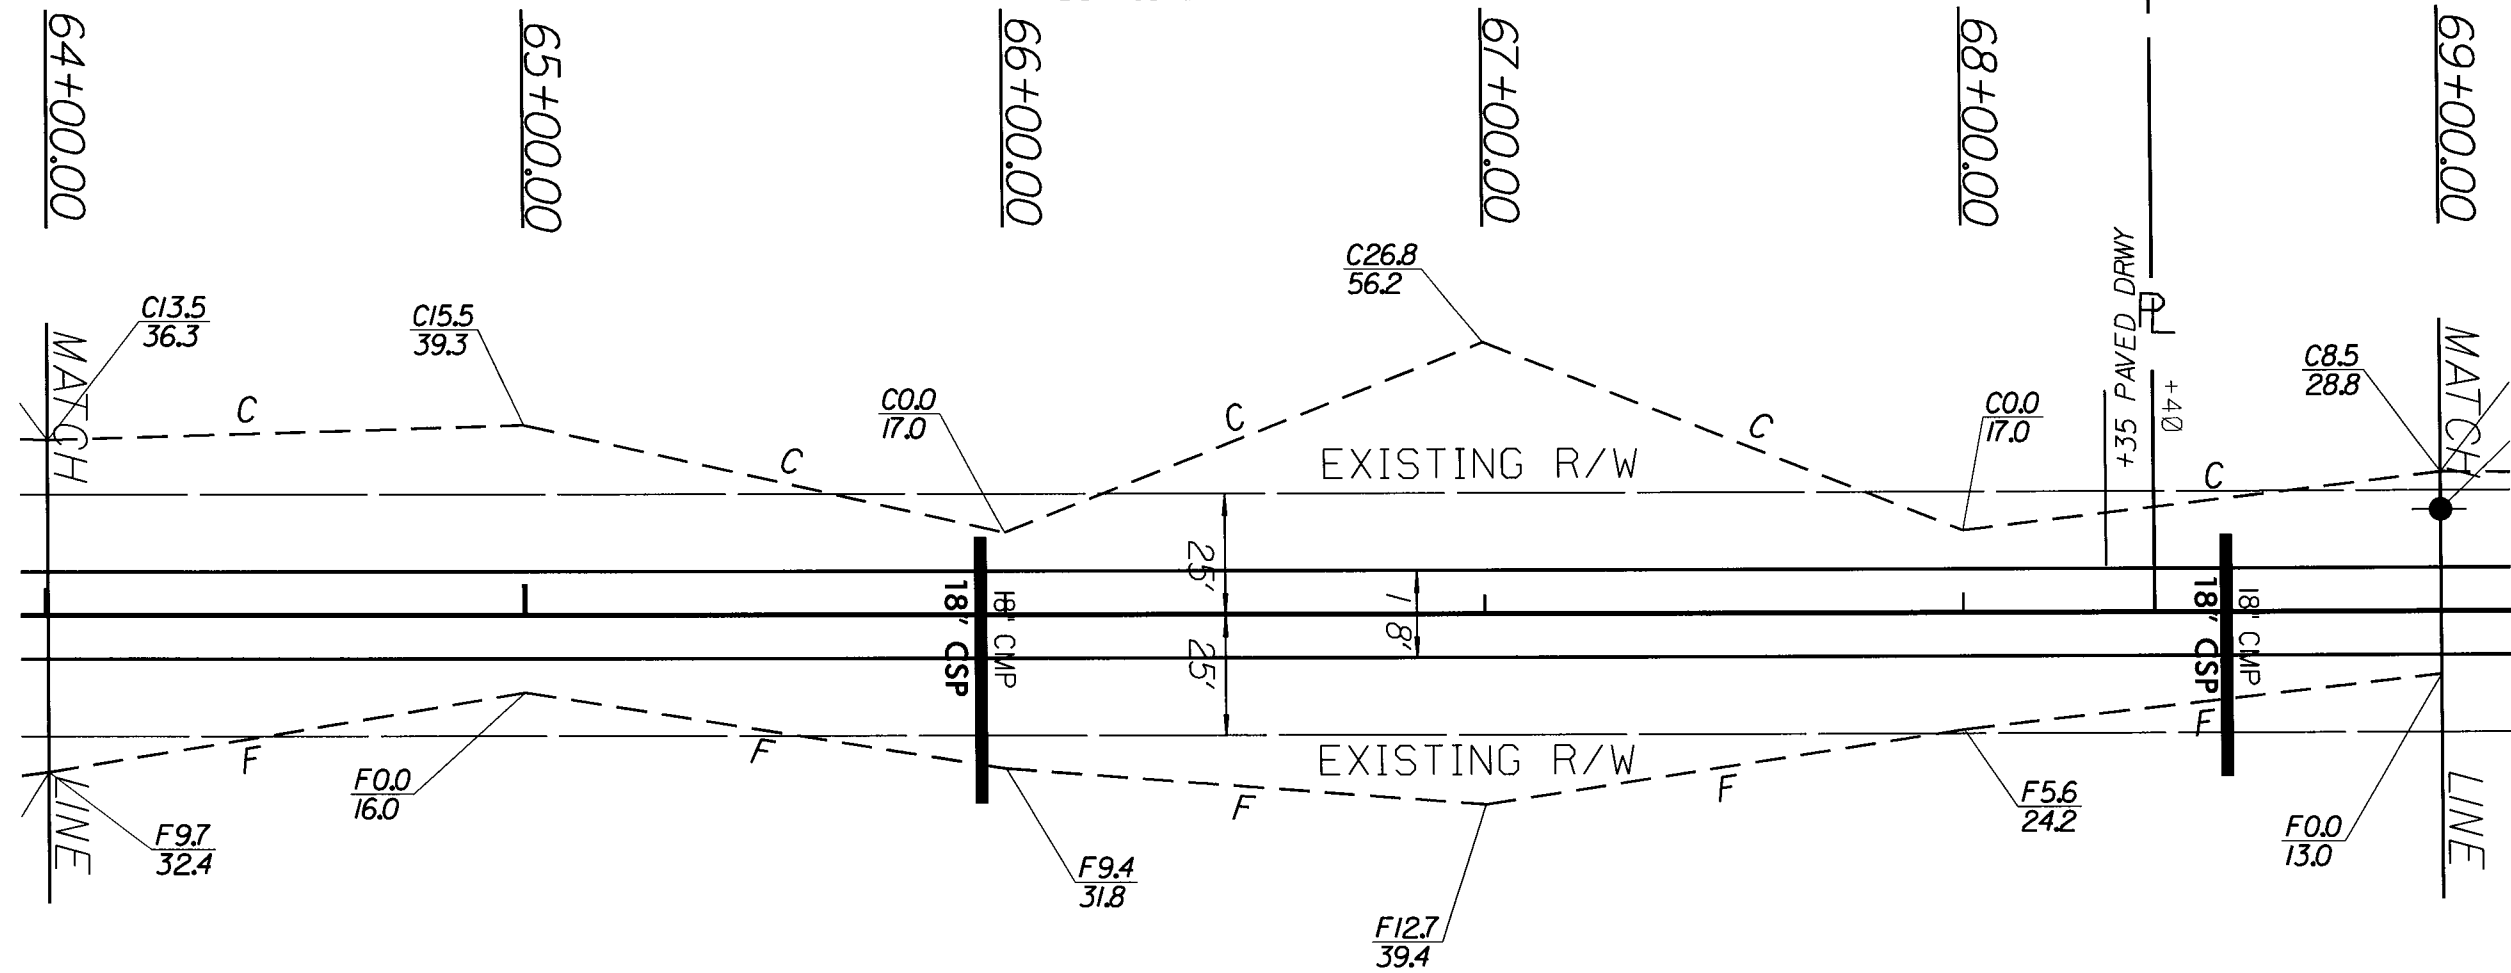 64+00.00
65+00.00
66+00.00
67+00.00
68+00.00
69+00.00
C13.5
36.3
C15.5
39.3
C0.0
17.0
C26.8
56.2
C0.0
17.0
+35 PAVED DRWY
PL
+40
C8.5
28.8
MATCH
MATCH
C
C
C
C
C
EXISTING R/W
25'
25'
18'
18" CSP
CMP
18" CSP
18" CMP
EXISTING R/W
F
F
F
F
F
LINE
LINE
F9.7
32.4
F0.0
16.0
F9.4
31.8
F12.7
39.4
F5.6
24.2
F0.0
13.0